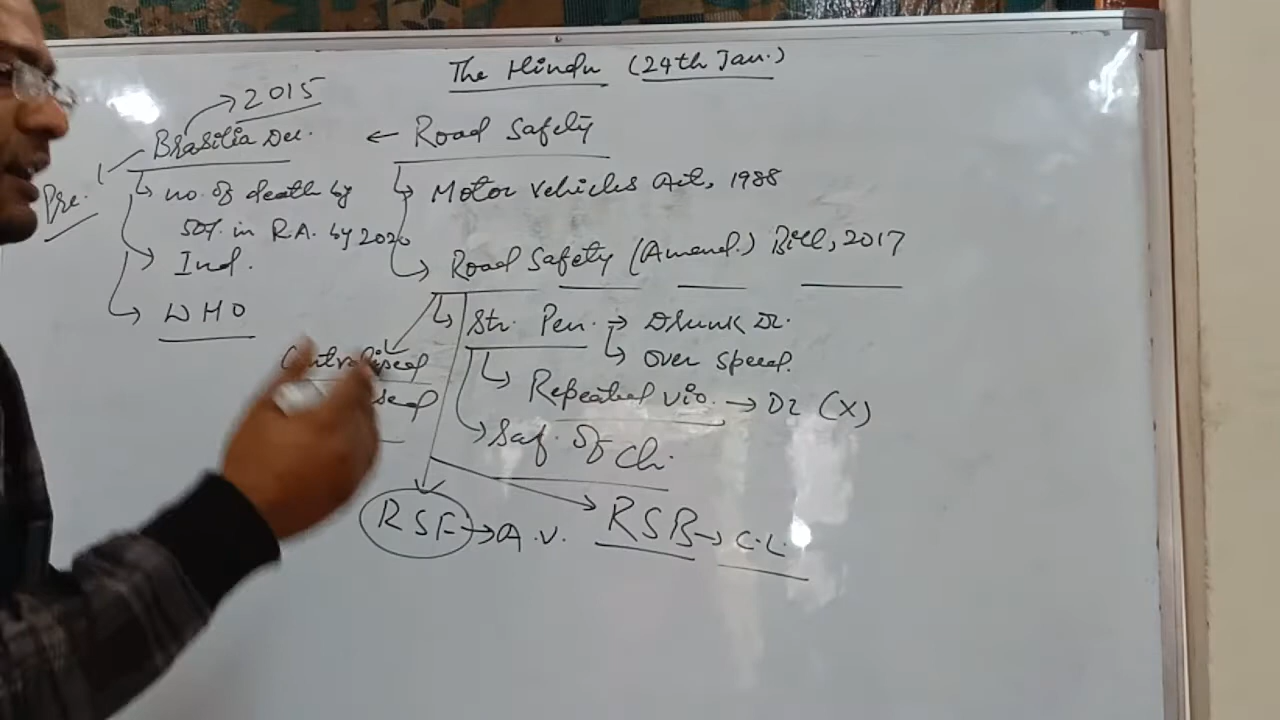 The Hindu (24th Jan.)
2015
Brasilia Dec. ← Road Safety
Pre.
↳ no. of death by
50%. in R.A. by 2020
→ Ind.
→ WHO
↳ Motor Vehicles Act, 1988
→ Road Safety (Amend.) Bill, 2017
↳ Str. Pen. → Drunk Dr.
↳ over speed.
↳ Repeated vio. → DL (X)
→ Saf. of Ch.
RSF → A.V.
RSB → C.L.